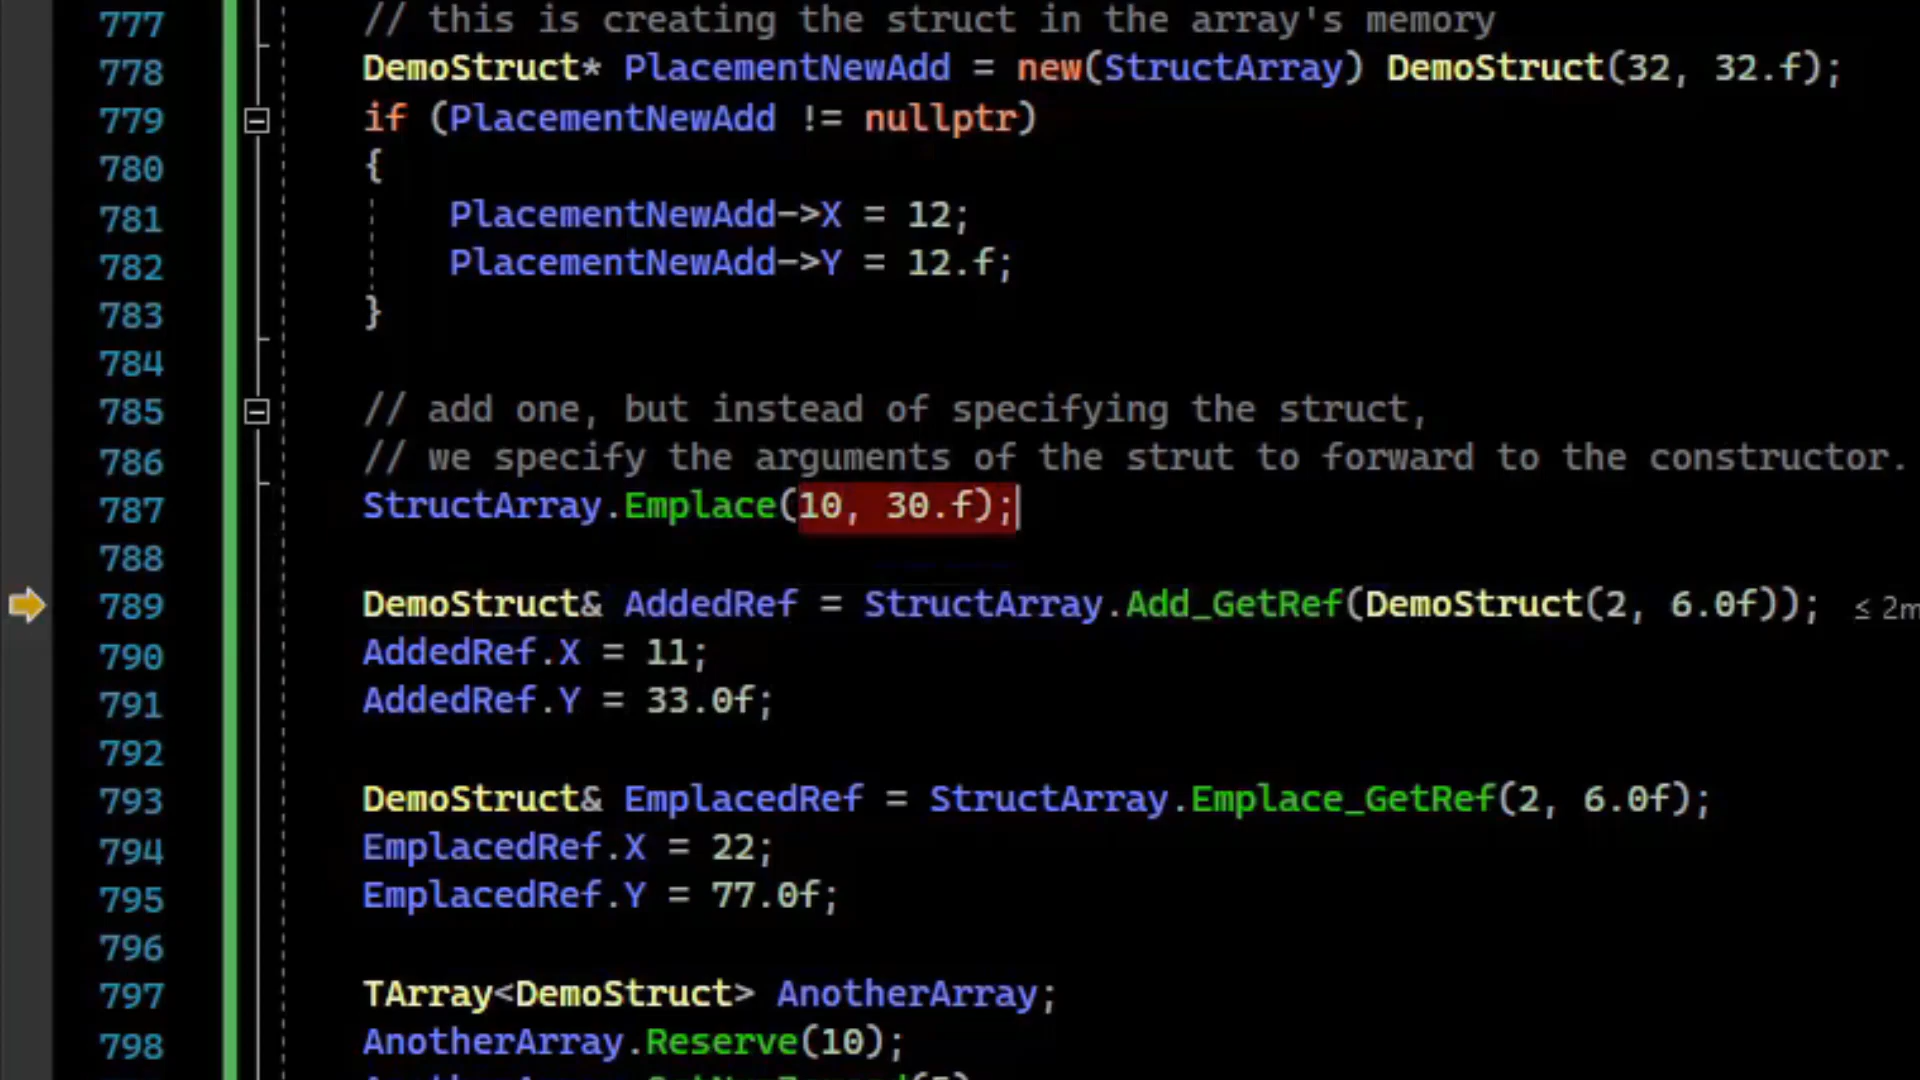 777 // this is creating the struct in the array's memory
778 DemoStruct* PlacementNewAdd = new(StructArray) DemoStruct(32, 32.f);
779 if (PlacementNewAdd != nullptr)
780 {
781 PlacementNewAdd->X = 12;
782 PlacementNewAdd->Y = 12.f;
783 }
784
785 // add one, but instead of specifying the struct,
786 // we specify the arguments of the strut to forward to the constructor.
787 StructArray.Emplace(10, 30.f);
788
789 DemoStruct& AddedRef = StructArray.Add_GetRef(DemoStruct(2, 6.0f)); ≤ 2m
790 AddedRef.X = 11;
791 AddedRef.Y = 33.0f;
792
793 DemoStruct& EmplacedRef = StructArray.Emplace_GetRef(2, 6.0f);
794 EmplacedRef.X = 22;
795 EmplacedRef.Y = 77.0f;
796
797 TArray<DemoStruct> AnotherArray;
798 AnotherArray.Reserve(10);